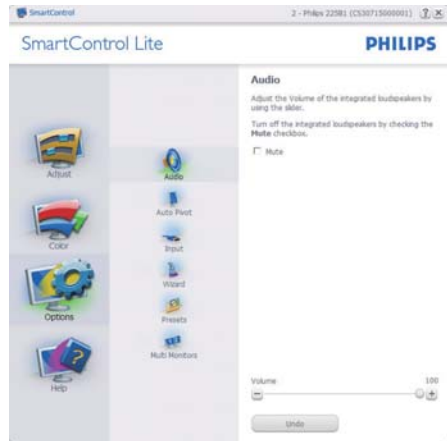 SmartControl
2 - Philips 225B1 (CS30715000001)
SmartControl Lite
PHILIPS
Adjust
Color
Options
Help
Audio
Auto Pivot
Input
Wizard
Presets
Multi Monitors
Audio
Adjust the Volume of the integrated loudspeakers by
using the slider.
Turn off the integrated loudspeakers by checking the
Mute checkbox.
Mute
Volume 100
Undo